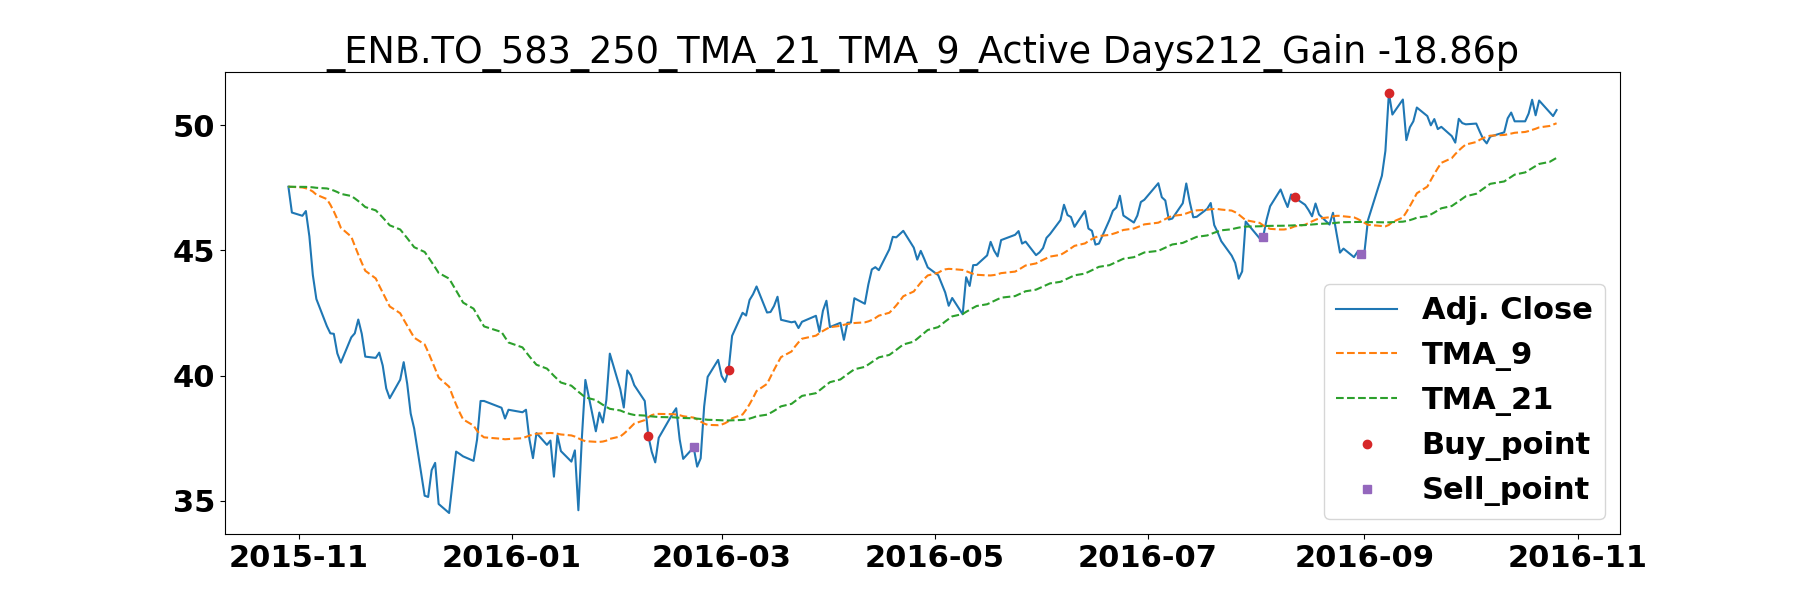 _ENB.TO_583_250_TMA_21_TMA_9_Active Days212_Gain -18.86p
50
45
40
35
Adj. Close
TMA_9
TMA_21
Buy_point
Sell_point
2015-11 2016-01 2016-03 2016-05 2016-07 2016-09 2016-11